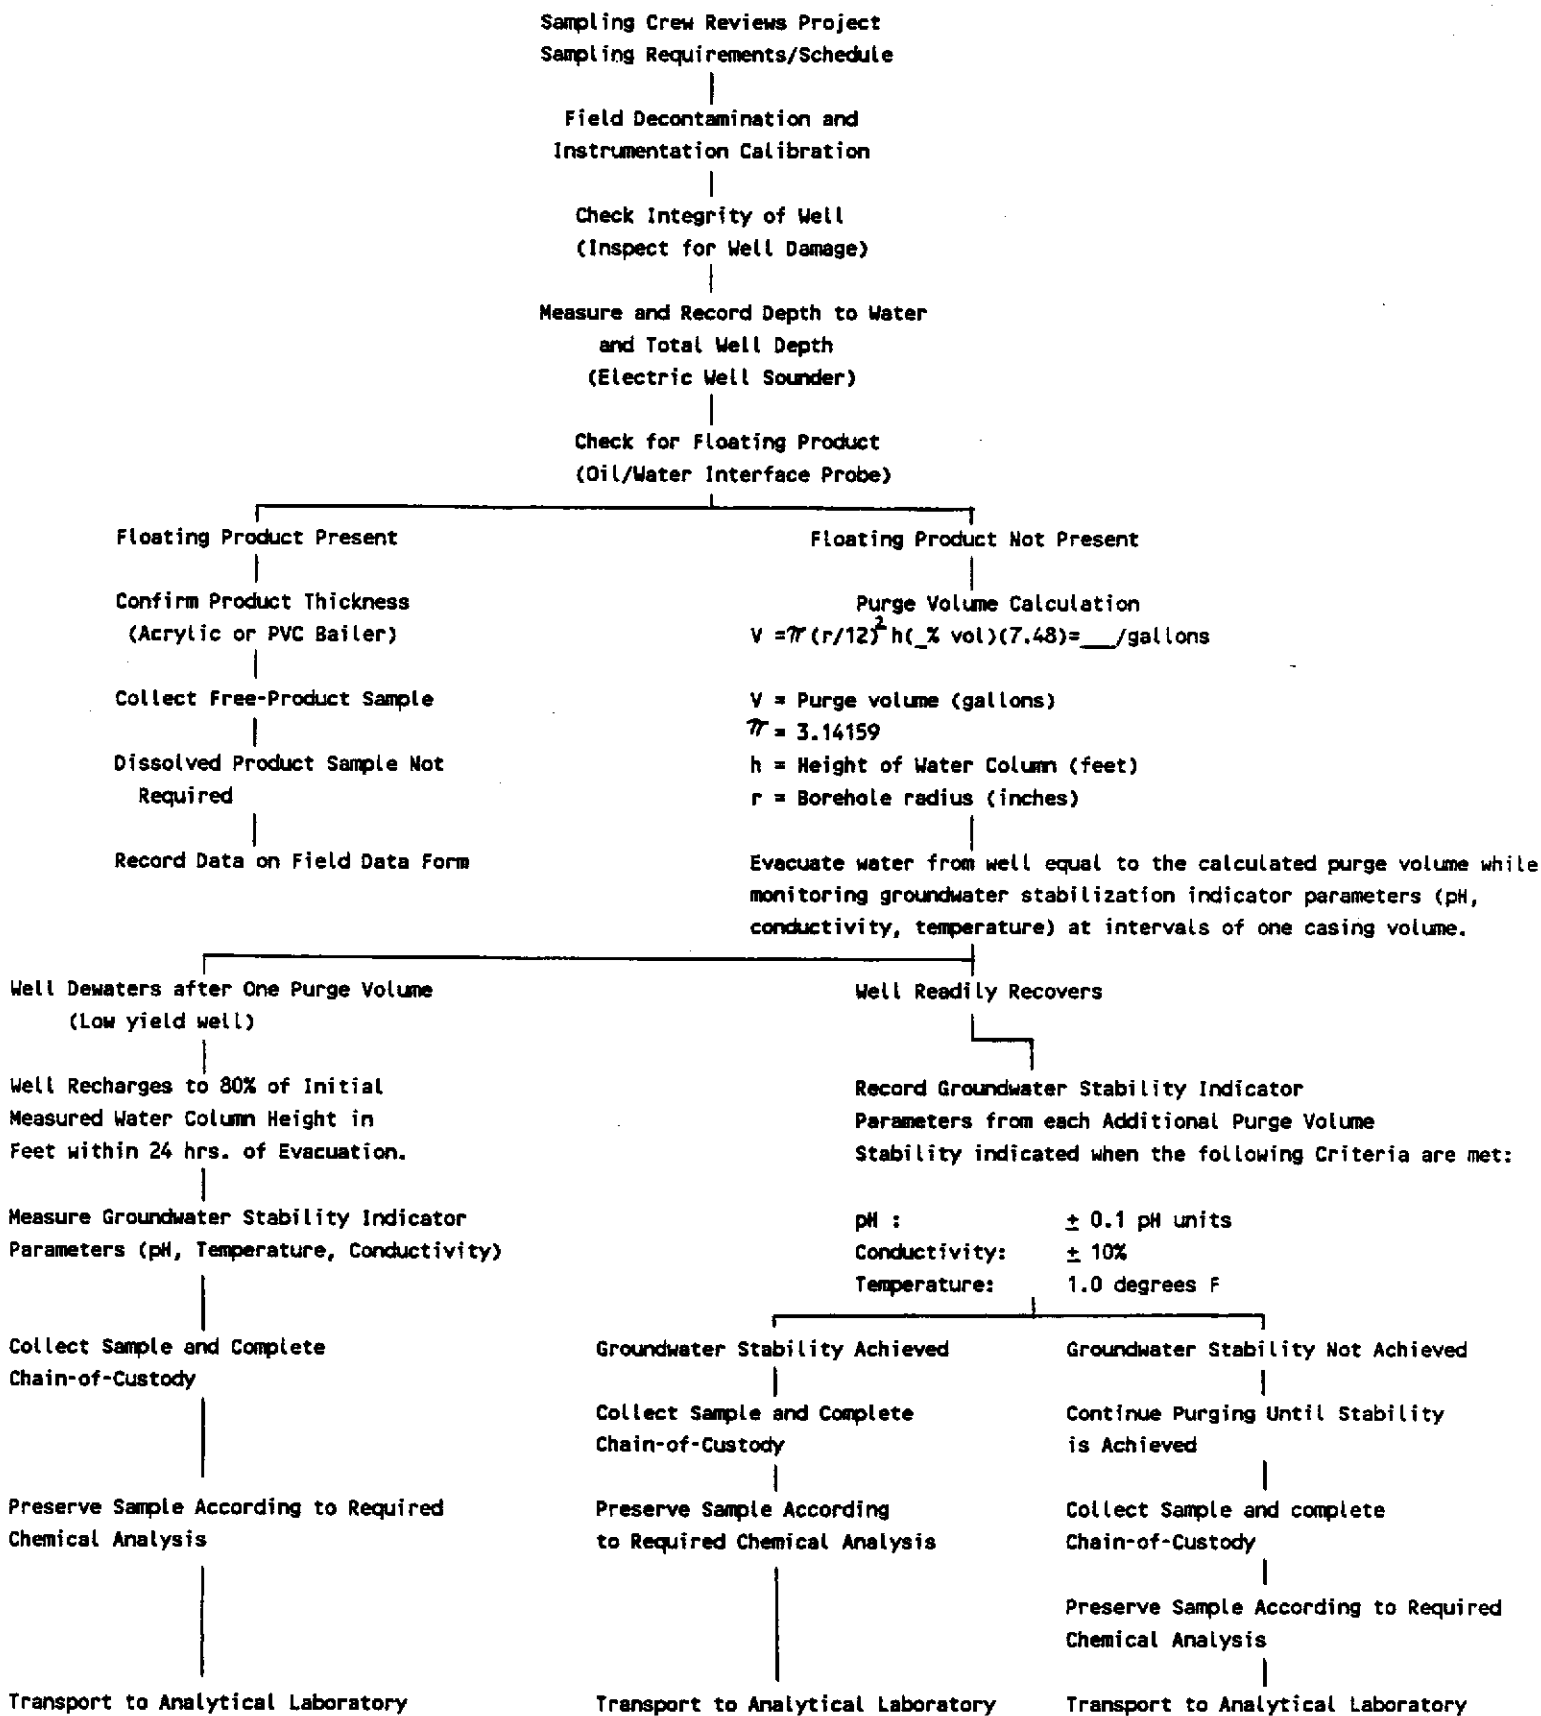 Sampling Crew Reviews Project
Sampling Requirements/Schedule
Field Decontamination and
Instrumentation Calibration
Check Integrity of Well
(Inspect for Well Damage)
Measure and Record Depth to Water
and Total Well Depth
(Electric Well Sounder)
Check for Floating Product
(Oil/Water Interface Probe)
Floating Product Present
Confirm Product Thickness
(Acrylic or PVC Bailer)
Collect Free-Product Sample
Dissolved Product Sample Not
Required
Record Data on Field Data Form
Floating Product Not Present
Purge Volume Calculation
V =π(r/12)² h(_% vol)(7.48)=___/gallons
V = Purge volume (gallons)
π = 3.14159
h = Height of Water Column (feet)
r = Borehole radius (inches)
Evacuate water from well equal to the calculated purge volume while
monitoring groundwater stabilization indicator parameters (pH,
conductivity, temperature) at intervals of one casing volume.
Well Dewaters after One Purge Volume
(Low yield well)
Well Recharges to 80% of Initial
Measured Water Column Height in
Feet within 24 hrs. of Evacuation.
Measure Groundwater Stability Indicator
Parameters (pH, Temperature, Conductivity)
Collect Sample and Complete
Chain-of-Custody
Preserve Sample According to Required
Chemical Analysis
Transport to Analytical Laboratory
Well Readily Recovers
Record Groundwater Stability Indicator
Parameters from each Additional Purge Volume
Stability indicated when the following Criteria are met:
pH : ± 0.1 pH units
Conductivity: ± 10%
Temperature: 1.0 degrees F
Groundwater Stability Achieved
Collect Sample and Complete
Chain-of-Custody
Preserve Sample According
to Required Chemical Analysis
Transport to Analytical Laboratory
Groundwater Stability Not Achieved
Continue Purging Until Stability
is Achieved
Collect Sample and complete
Chain-of-Custody
Preserve Sample According to Required
Chemical Analysis
Transport to Analytical Laboratory